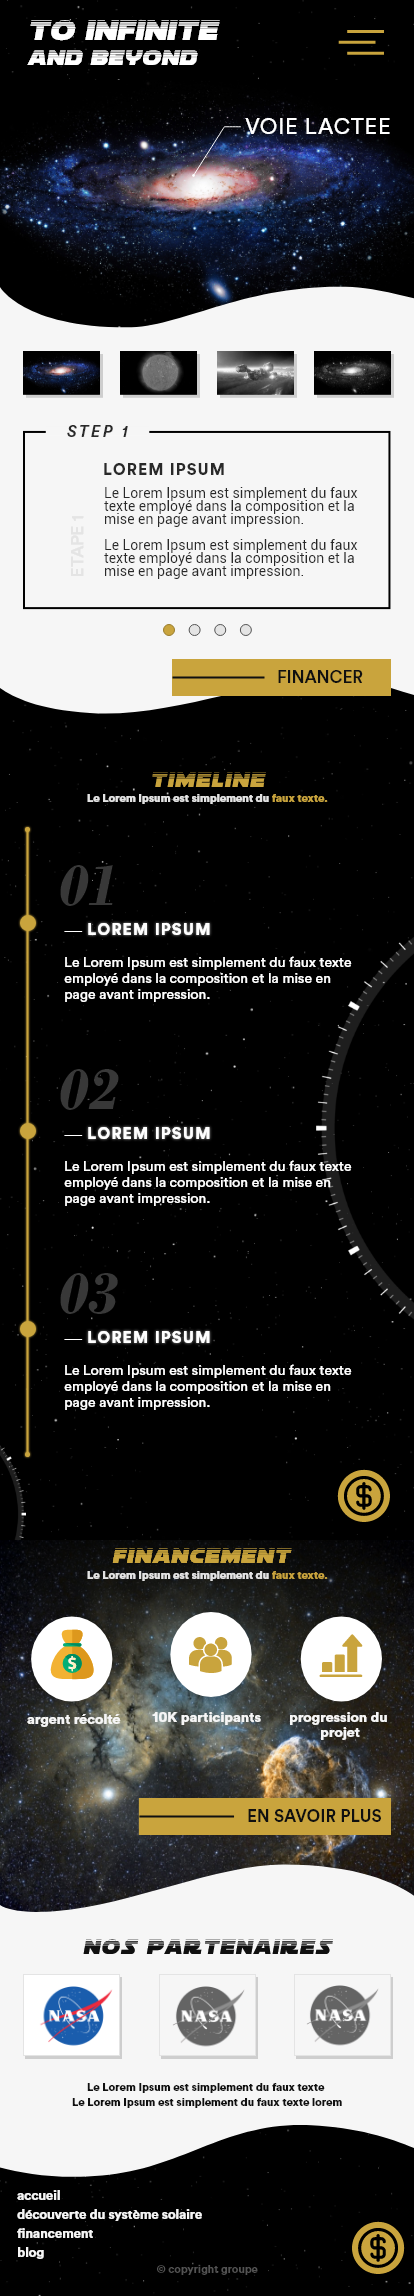 TO INFINITE
AND BEYOND
VOIE LACTEE
STEP 1
LOREM IPSUM
Le Lorem Ipsum est simplement du faux
texte employé dans la composition et la
mise en page avant impression.
Le Lorem Ipsum est simplement du faux
texte employé dans la composition et la
mise en page avant impression.
ETAPE 1
FINANCER
TIMELINE
Le Lorem Ipsum est simplement du faux texte.
01
LOREM IPSUM
Le Lorem Ipsum est simplement du faux texte
employé dans la composition et la mise en
page avant impression.
02
LOREM IPSUM
Le Lorem Ipsum est simplement du faux texte
employé dans la composition et la mise en
page avant impression.
03
LOREM IPSUM
Le Lorem Ipsum est simplement du faux texte
employé dans la composition et la mise en
page avant impression.
$
FINANCEMENT
Le Lorem Ipsum est simplement du faux texte.
$
argent récolté
10K participants
progression du
projet
EN SAVOIR PLUS
NOS PARTENAIRES
NASA NASA NASA
Le Lorem Ipsum est simplement du faux texte
Le Lorem Ipsum est simplement du faux texte lorem
accueil
découverte du système solaire
financement
blog
$
© copyright groupe